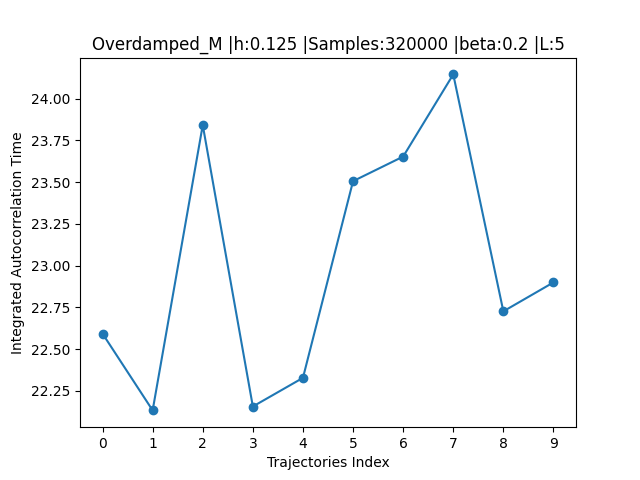 Overdamped_M |h:0.125 |Samples:320000 |beta:0.2 |L:5
Integrated Autocorrelation Time
24.00
23.75
23.50
23.25
23.00
22.75
22.50
22.25
0 1 2 3 4 5 6 7 8 9
Trajectories Index